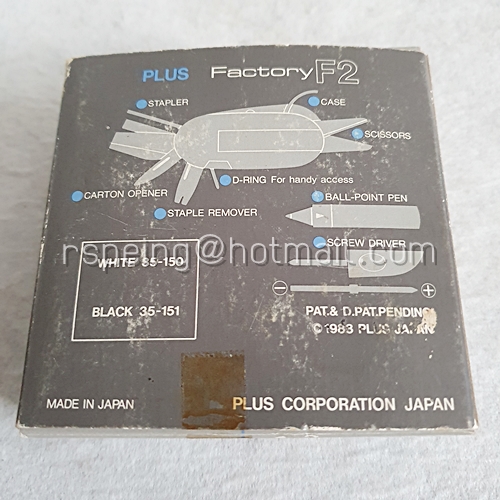 PLUS Factory F2
STAPLER
CASE
SCISSORS
D-RING For handy access
CARTON OPENER
STAPLE REMOVER
BALL-POINT PEN
SCREW DRIVER
rspeing@hotmail.com
WHITE 35-150
BLACK 35-151
PAT.& D.PAT.PENDING
©1983 PLUS JAPAN
MADE IN JAPAN
PLUS CORPORATION JAPAN